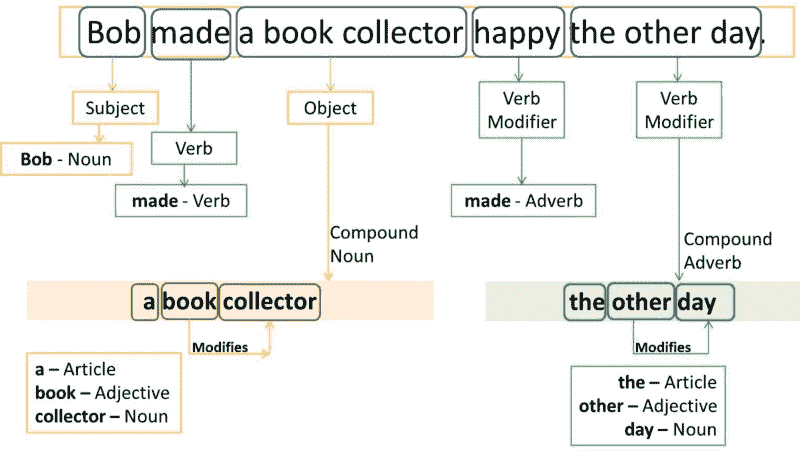 Bob made a book collector happy the other day.
Subject
Object
Verb
Modifier
Verb
Modifier
Bob - Noun
Verb
made - Verb
made - Adverb
Compound
Noun
Compound
Adverb
a book collector
the other day
Modifies
Modifies
a – Article
book – Adjective
collector – Noun
the – Article
other – Adjective
day – Noun